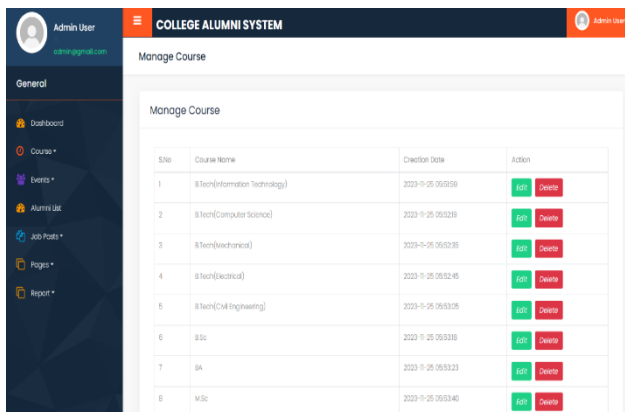 Admin User
admin@gmail.com
COLLEGE ALUMNI SYSTEM
Admin User
Manage Course
General
Dashboard
Course
Events
Alumni List
Job Posts
Pages
Report
Manage Course
S.No Course Name Creation Date Action
1 B.Tech(Information Technology) 2023-11-25 05:51:59 Edit Delete
2 B.Tech(Computer Science) 2023-11-25 05:52:19 Edit Delete
3 B.Tech(Mechanical) 2023-11-25 05:52:35 Edit Delete
4 B.Tech(Electrical) 2023-11-25 05:52:45 Edit Delete
5 B.Tech(Civil Engineering) 2023-11-25 05:53:05 Edit Delete
6 B.Sc 2023-11-25 05:53:16 Edit Delete
7 BA 2023-11-25 05:53:23 Edit Delete
8 M.Sc 2023-11-25 05:53:40 Edit Delete